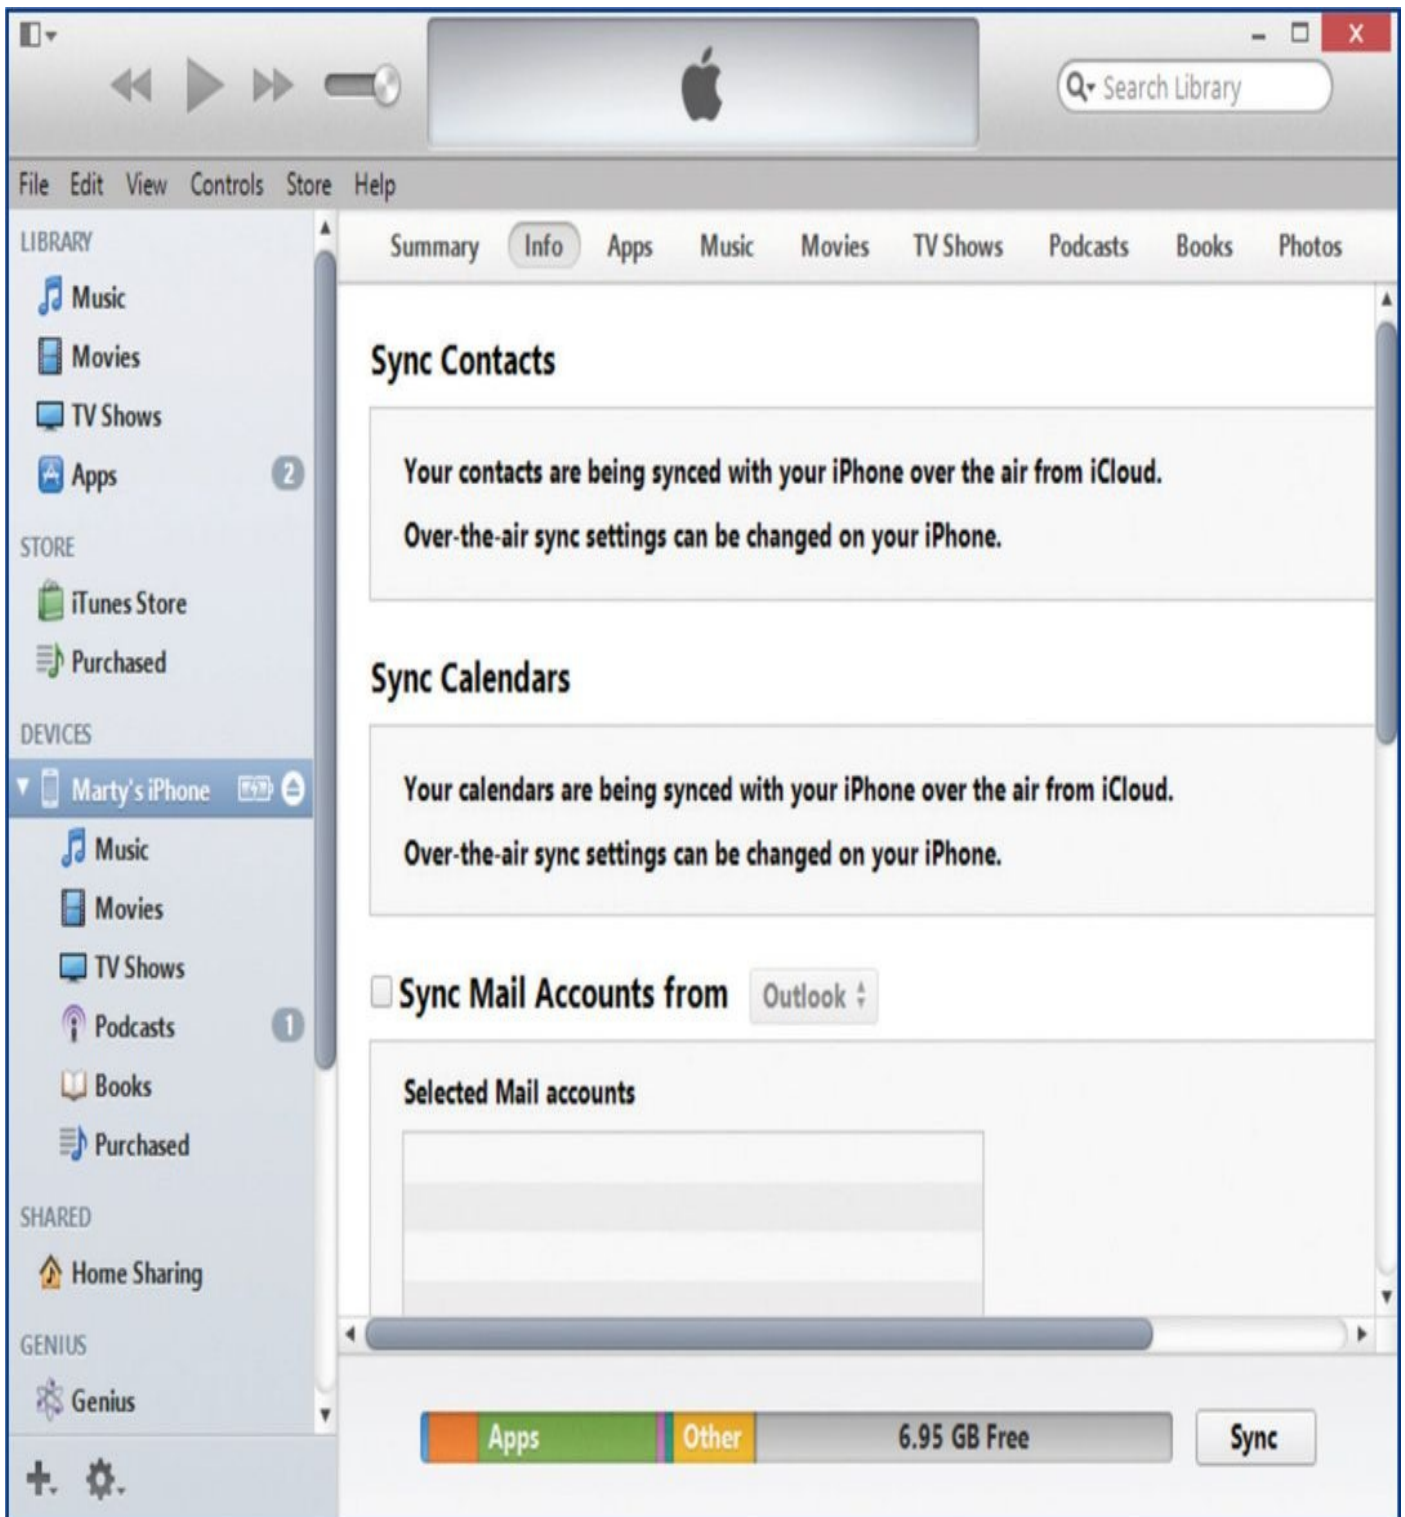 X
Search Library
File Edit View Controls Store Help
LIBRARY
Music
Movies
TV Shows
Apps 2
STORE
iTunes Store
Purchased
DEVICES
Marty's iPhone
Music
Movies
TV Shows
Podcasts 1
Books
Purchased
SHARED
Home Sharing
GENIUS
Genius
Summary Info Apps Music Movies TV Shows Podcasts Books Photos
Sync Contacts
Your contacts are being synced with your iPhone over the air from iCloud.
Over-the-air sync settings can be changed on your iPhone.
Sync Calendars
Your calendars are being synced with your iPhone over the air from iCloud.
Over-the-air sync settings can be changed on your iPhone.
Sync Mail Accounts from Outlook
Selected Mail accounts
Apps Other 6.95 GB Free Sync